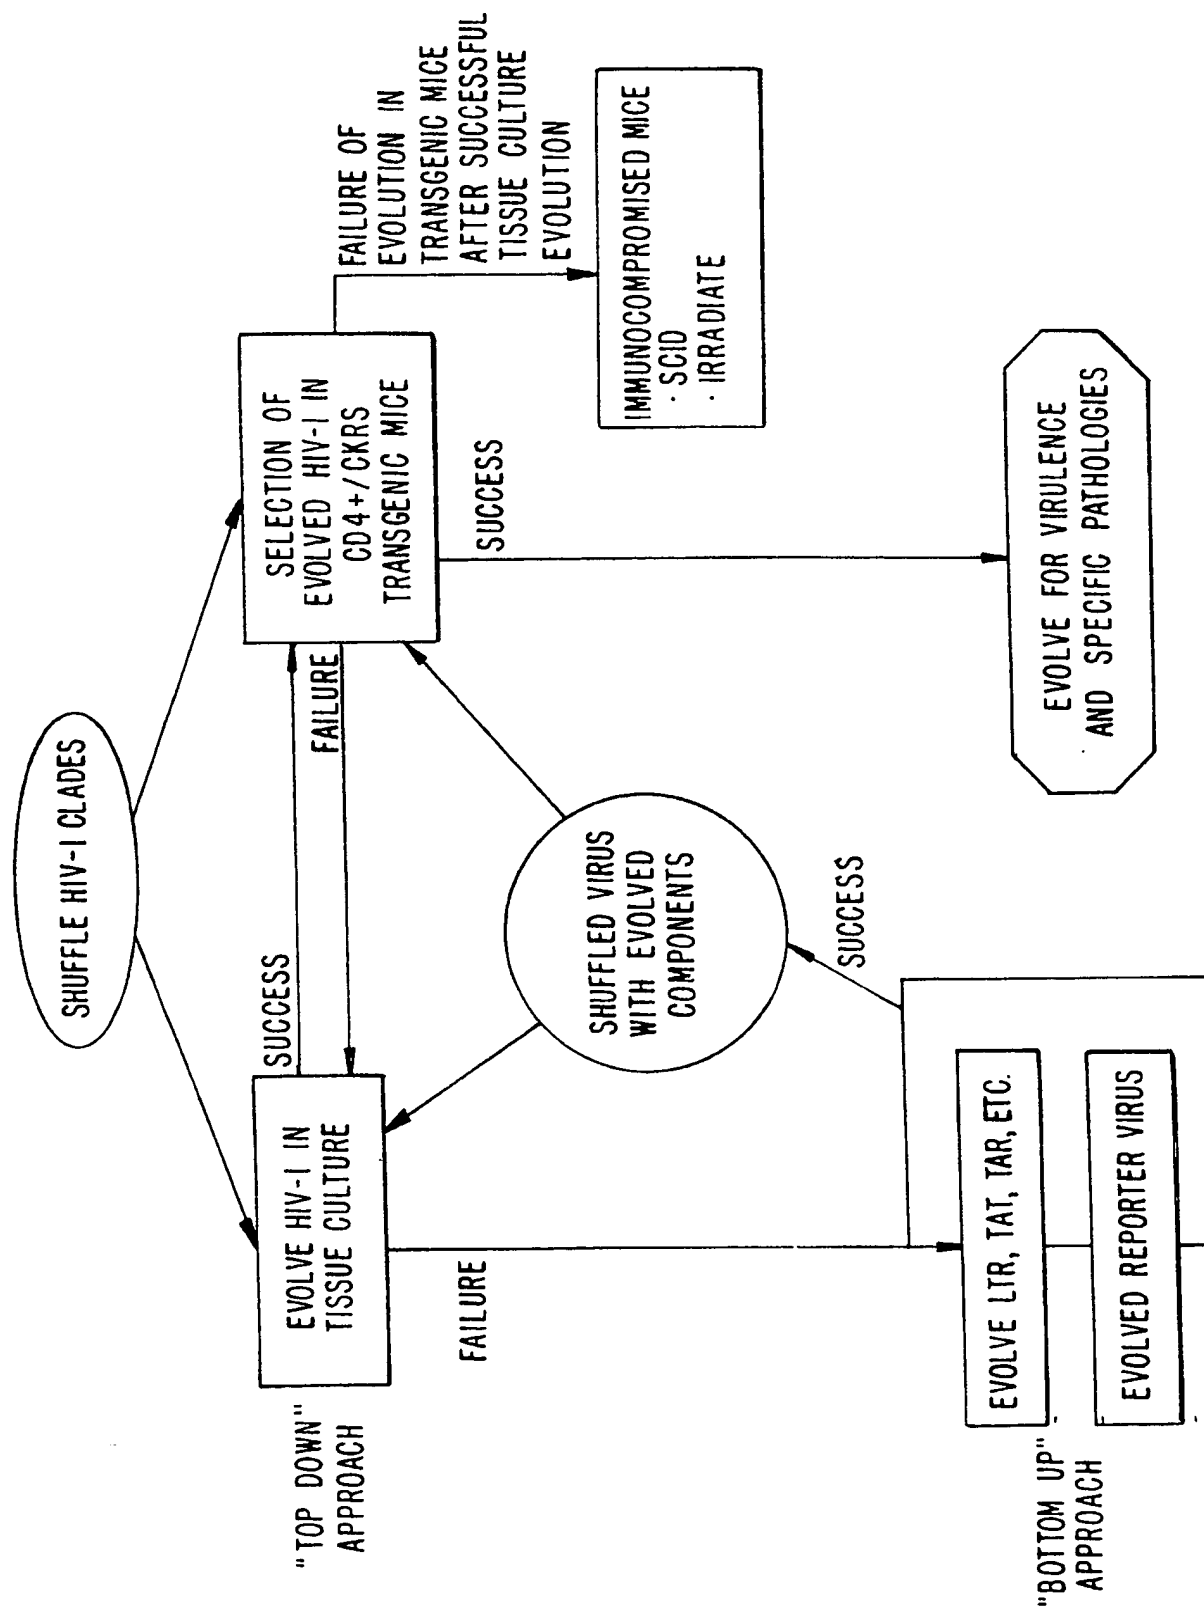 SHUFFLE HIV-1 CLADES
"TOP DOWN"
APPROACH
EVOLVE HIV-1 IN
TISSUE CULTURE
SUCCESS
FAILURE
SELECTION OF
EVOLVED HIV-1 IN
CD4+/CKRS
TRANSGENIC MICE
FAILURE OF
EVOLUTION IN
TRANSGENIC MICE
AFTER SUCCESSFUL
TISSUE CULTURE
EVOLUTION
FAILURE
SUCCESS
IMMUNOCOMPROMISED MICE
· SCID
· IRRADIATE
SHUFFLED VIRUS
WITH EVOLVED
COMPONENTS
SUCCESS
"BOTTOM UP"
APPROACH
EVOLVE LTR, TAT, TAR, ETC.
EVOLVED REPORTER VIRUS
EVOLVE FOR VIRULENCE
AND SPECIFIC PATHOLOGIES